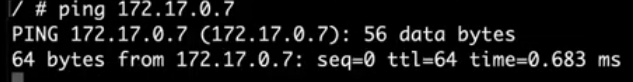 / # ping 172.17.0.7
PING 172.17.0.7 (172.17.0.7): 56 data bytes
64 bytes from 172.17.0.7: seq=0 ttl=64 time=0.683 ms